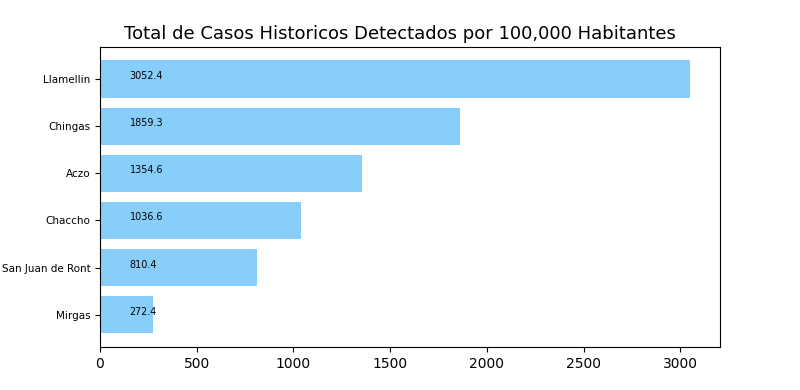 Total de Casos Historicos Detectados por 100,000 Habitantes
Llamellin 3052.4
Chingas 1859.3
Aczo 1354.6
Chaccho 1036.6
San Juan de Ront 810.4
Mirgas 272.4
0 500 1000 1500 2000 2500 3000